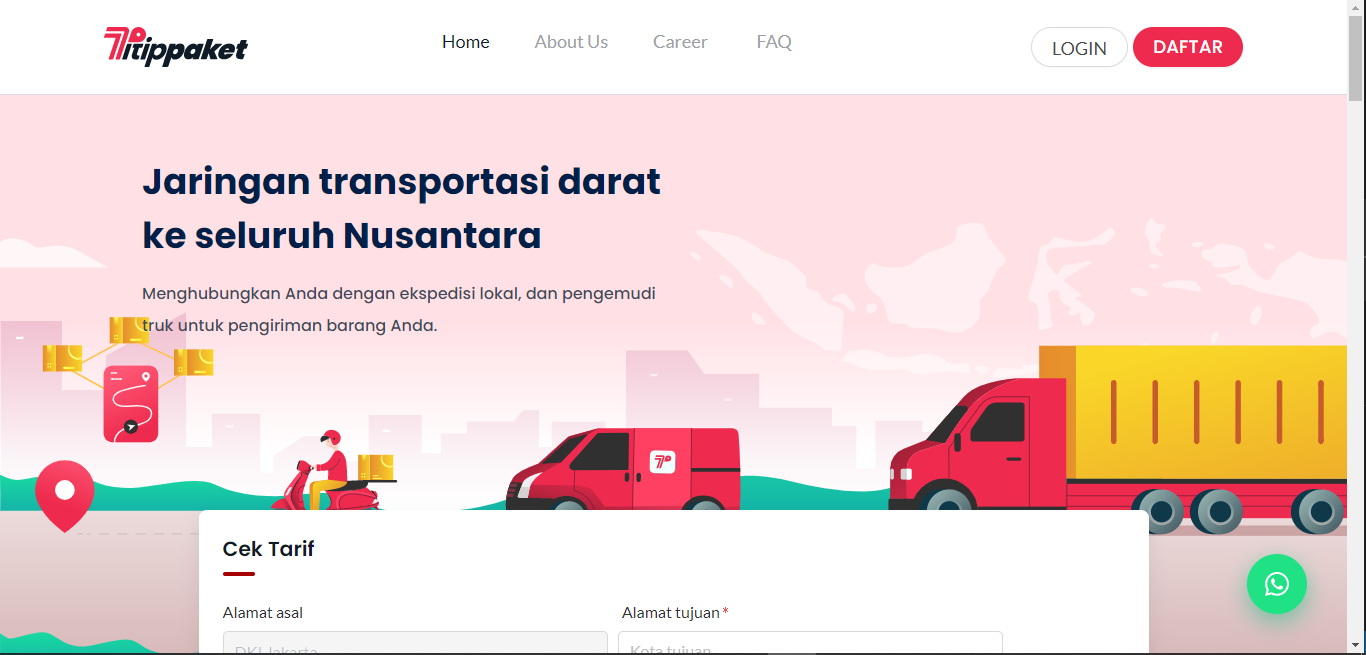 Titippaket
Home
About Us
Career
FAQ
LOGIN
DAFTAR
Jaringan transportasi darat
ke seluruh Nusantara
Menghubungkan Anda dengan ekspedisi lokal, dan pengemudi
truk untuk pengiriman barang Anda.
Cek Tarif
Alamat asal
Alamat tujuan *
DKI Jakarta
Kota tujuan